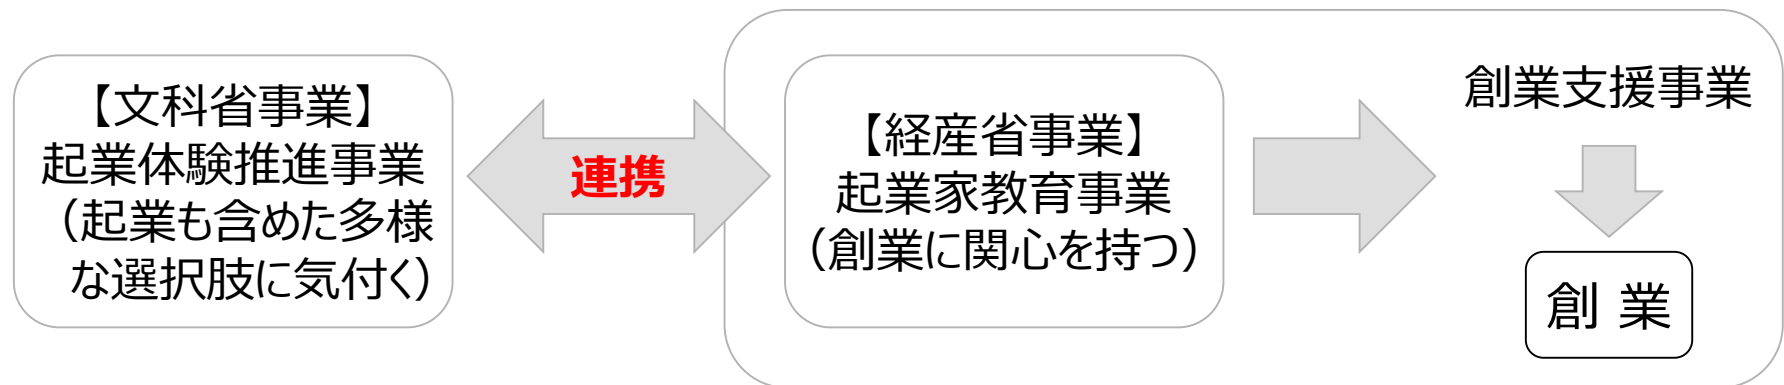 【文科省事業】
起業体験推進事業
（起業も含めた多様
な選択肢に気付く）
連携
【経産省事業】
起業家教育事業
（創業に関心を持つ）
創業支援事業
創 業